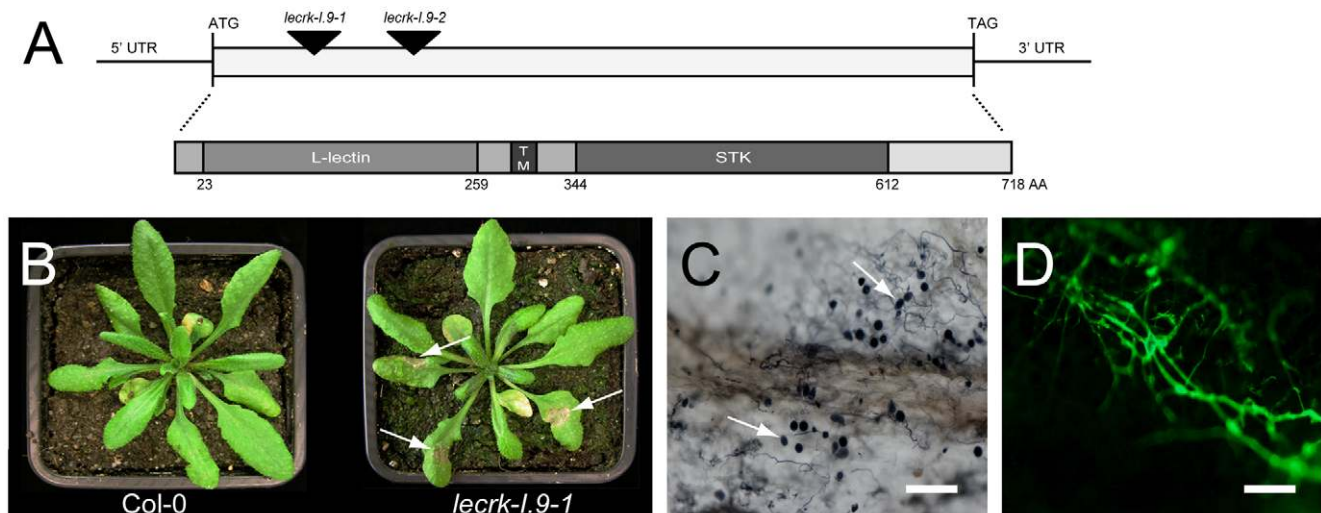 A
ATG
lecrk-I.9-1
lecrk-I.9-2
TAG
5' UTR
3' UTR
L-lectin
TM
STK
23
259
344
612
718 AA
B
C
D
Col-0
lecrk-I.9-1